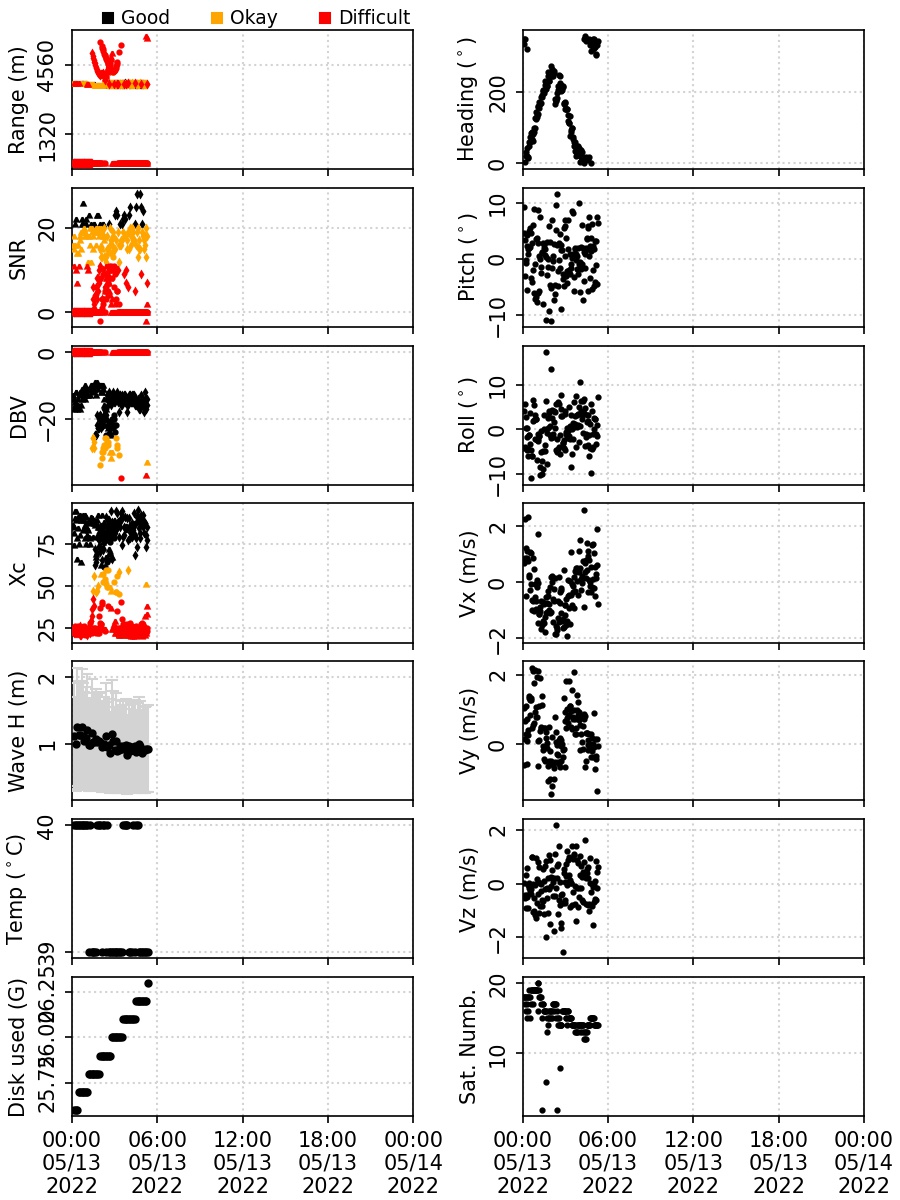 Good Okay Difficult
Range (m)
4560
1320
Heading (°)
200
0
SNR
20
0
Pitch (°)
10
0
−10
DBV
0
−20
Roll (°)
10
0
−10
Xc
75
50
25
Vx (m/s)
2
0
−2
Wave H (m)
2
1
Vy (m/s)
2
0
Temp (°C)
40
39
Vz (m/s)
2
0
−2
Disk used (G)
26.25
26.00
25.75
Sat. Numb.
20
10
00:00 06:00 12:00 18:00 00:00
05/13 05/13 05/13 05/13 05/14
2022 2022 2022 2022 2022
00:00 06:00 12:00 18:00 00:00
05/13 05/13 05/13 05/13 05/14
2022 2022 2022 2022 2022